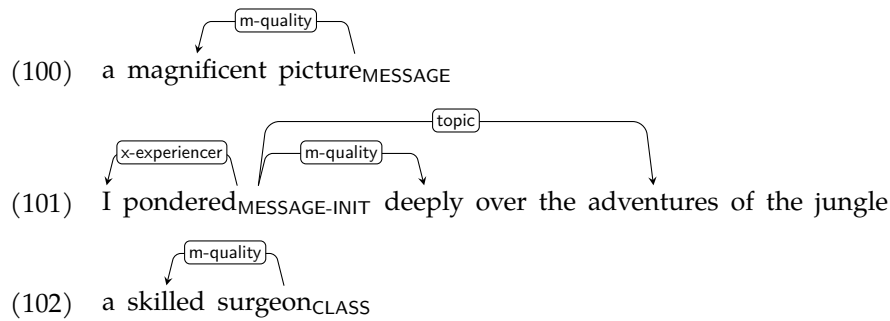 m-quality
(100) a magnificent pictureMESSAGE
topic
x-experiencer m-quality
(101) I ponderedMESSAGE-INIT deeply over the adventures of the jungle
m-quality
(102) a skilled surgeonCLASS